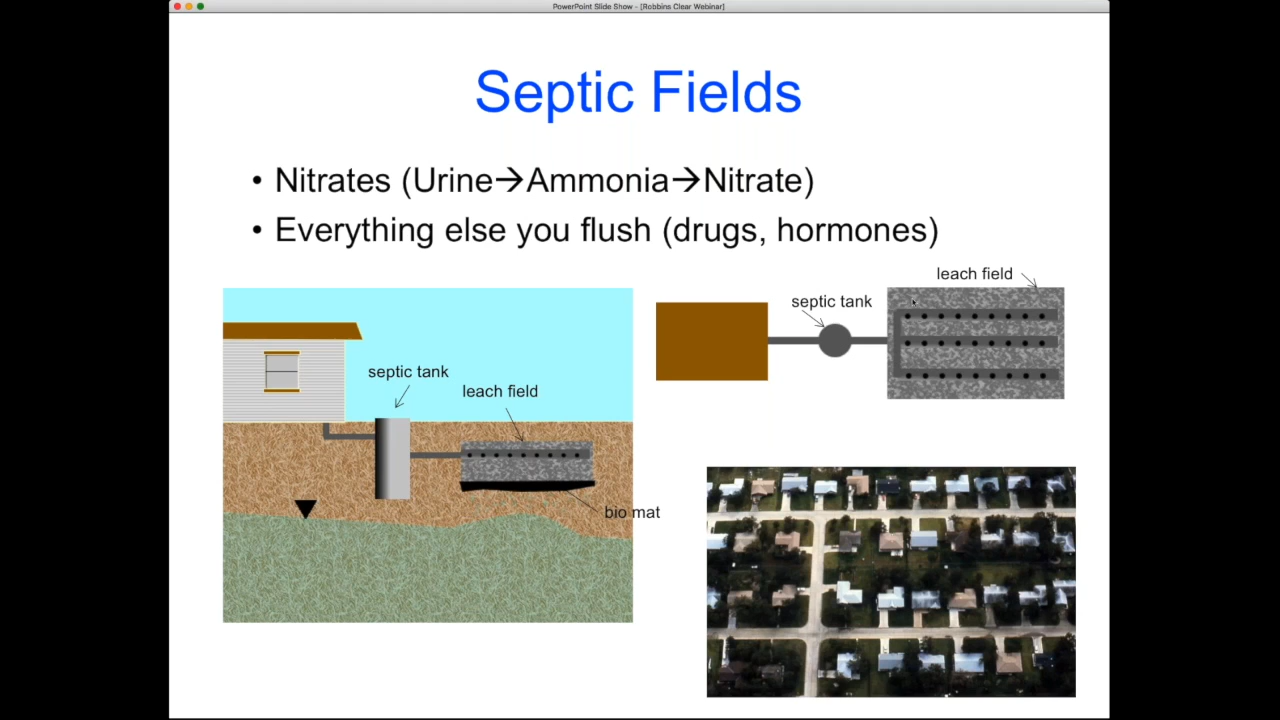 PowerPoint Slide Show - [Robbins Clear Webinar]
Septic Fields
• Nitrates (Urine→Ammonia→Nitrate)
• Everything else you flush (drugs, hormones)
leach field
septic tank
septic tank
leach field
bio mat